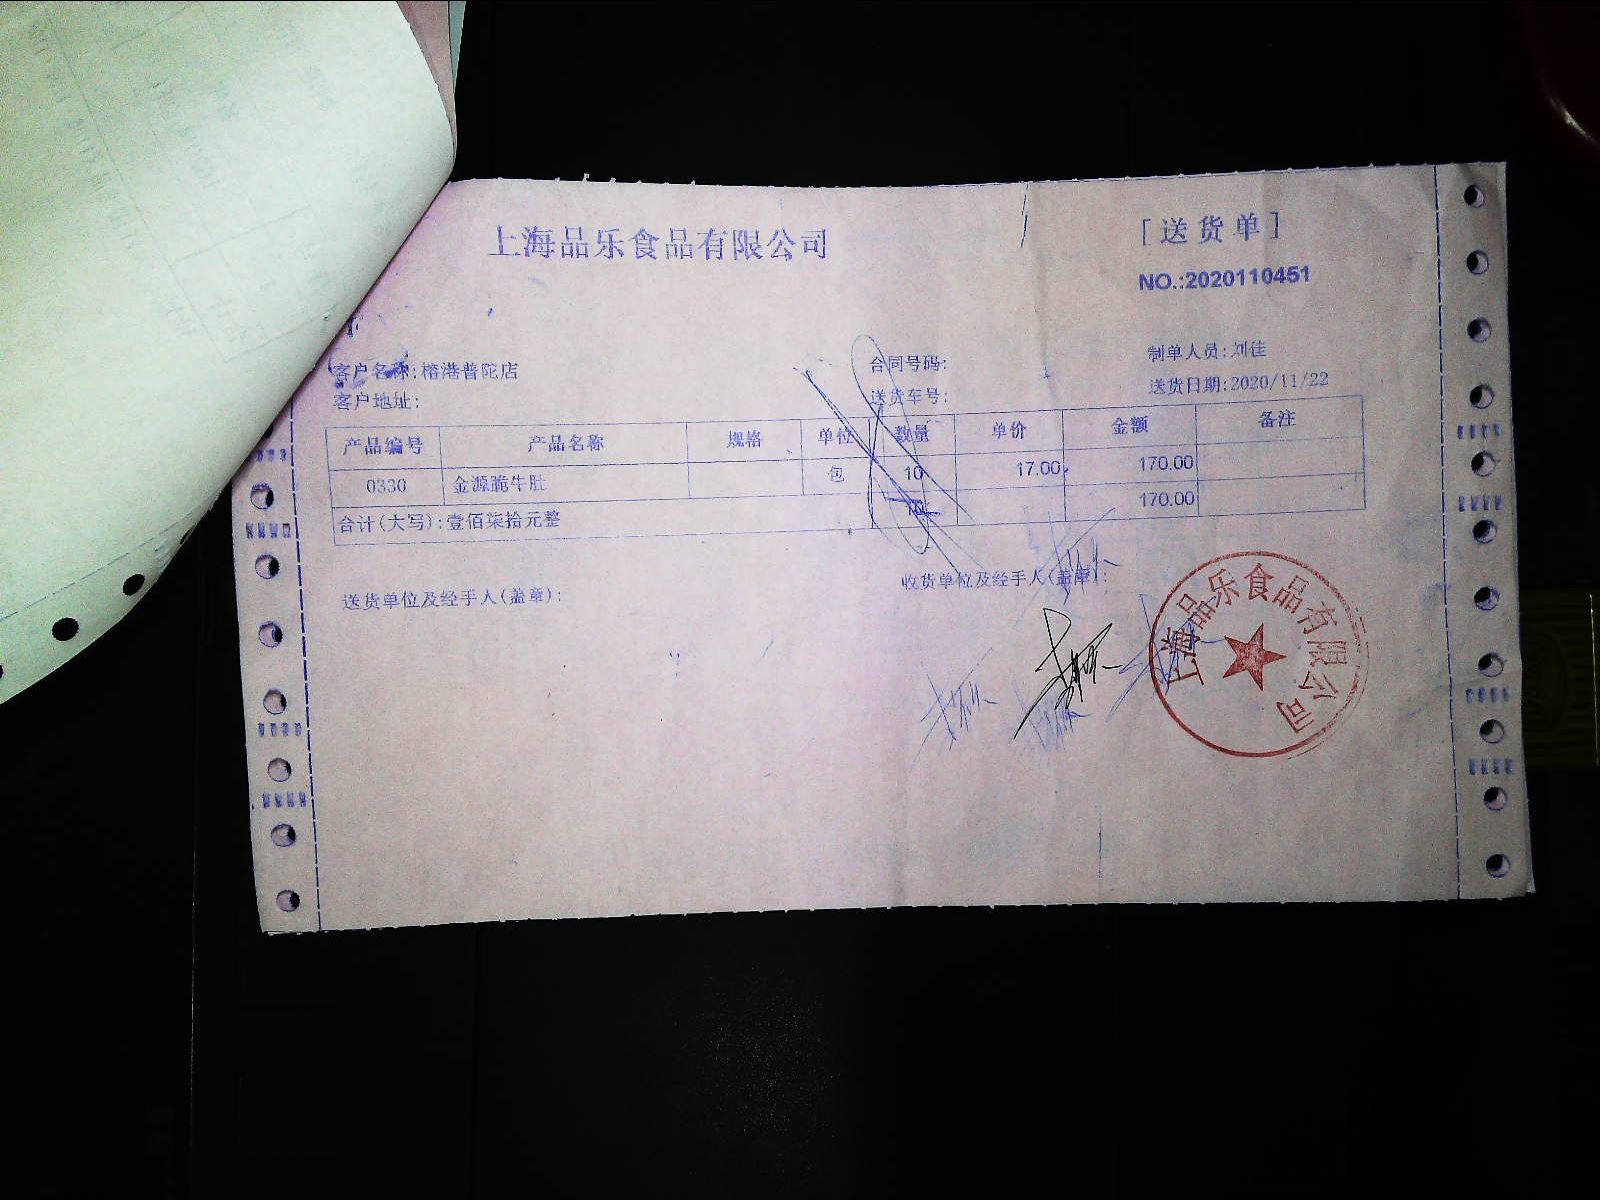 上海品乐食品有限公司
[送货单]
NO.:2020110451
客户名称:榕港普陀店
合同号码:
制单人员:刘佳
客户地址:
送货车号:
送货日期:2020/11/22
产品编号 产品名称 规格 单位 数量 单价 金额 备注
0330 金源脆牛肚 包 10 17.00 170.00
合计(大写):壹佰柒拾元整 10 170.00
送货单位及经手人(盖章):
收货单位及经手人(盖章):
上海品乐食品有限公司